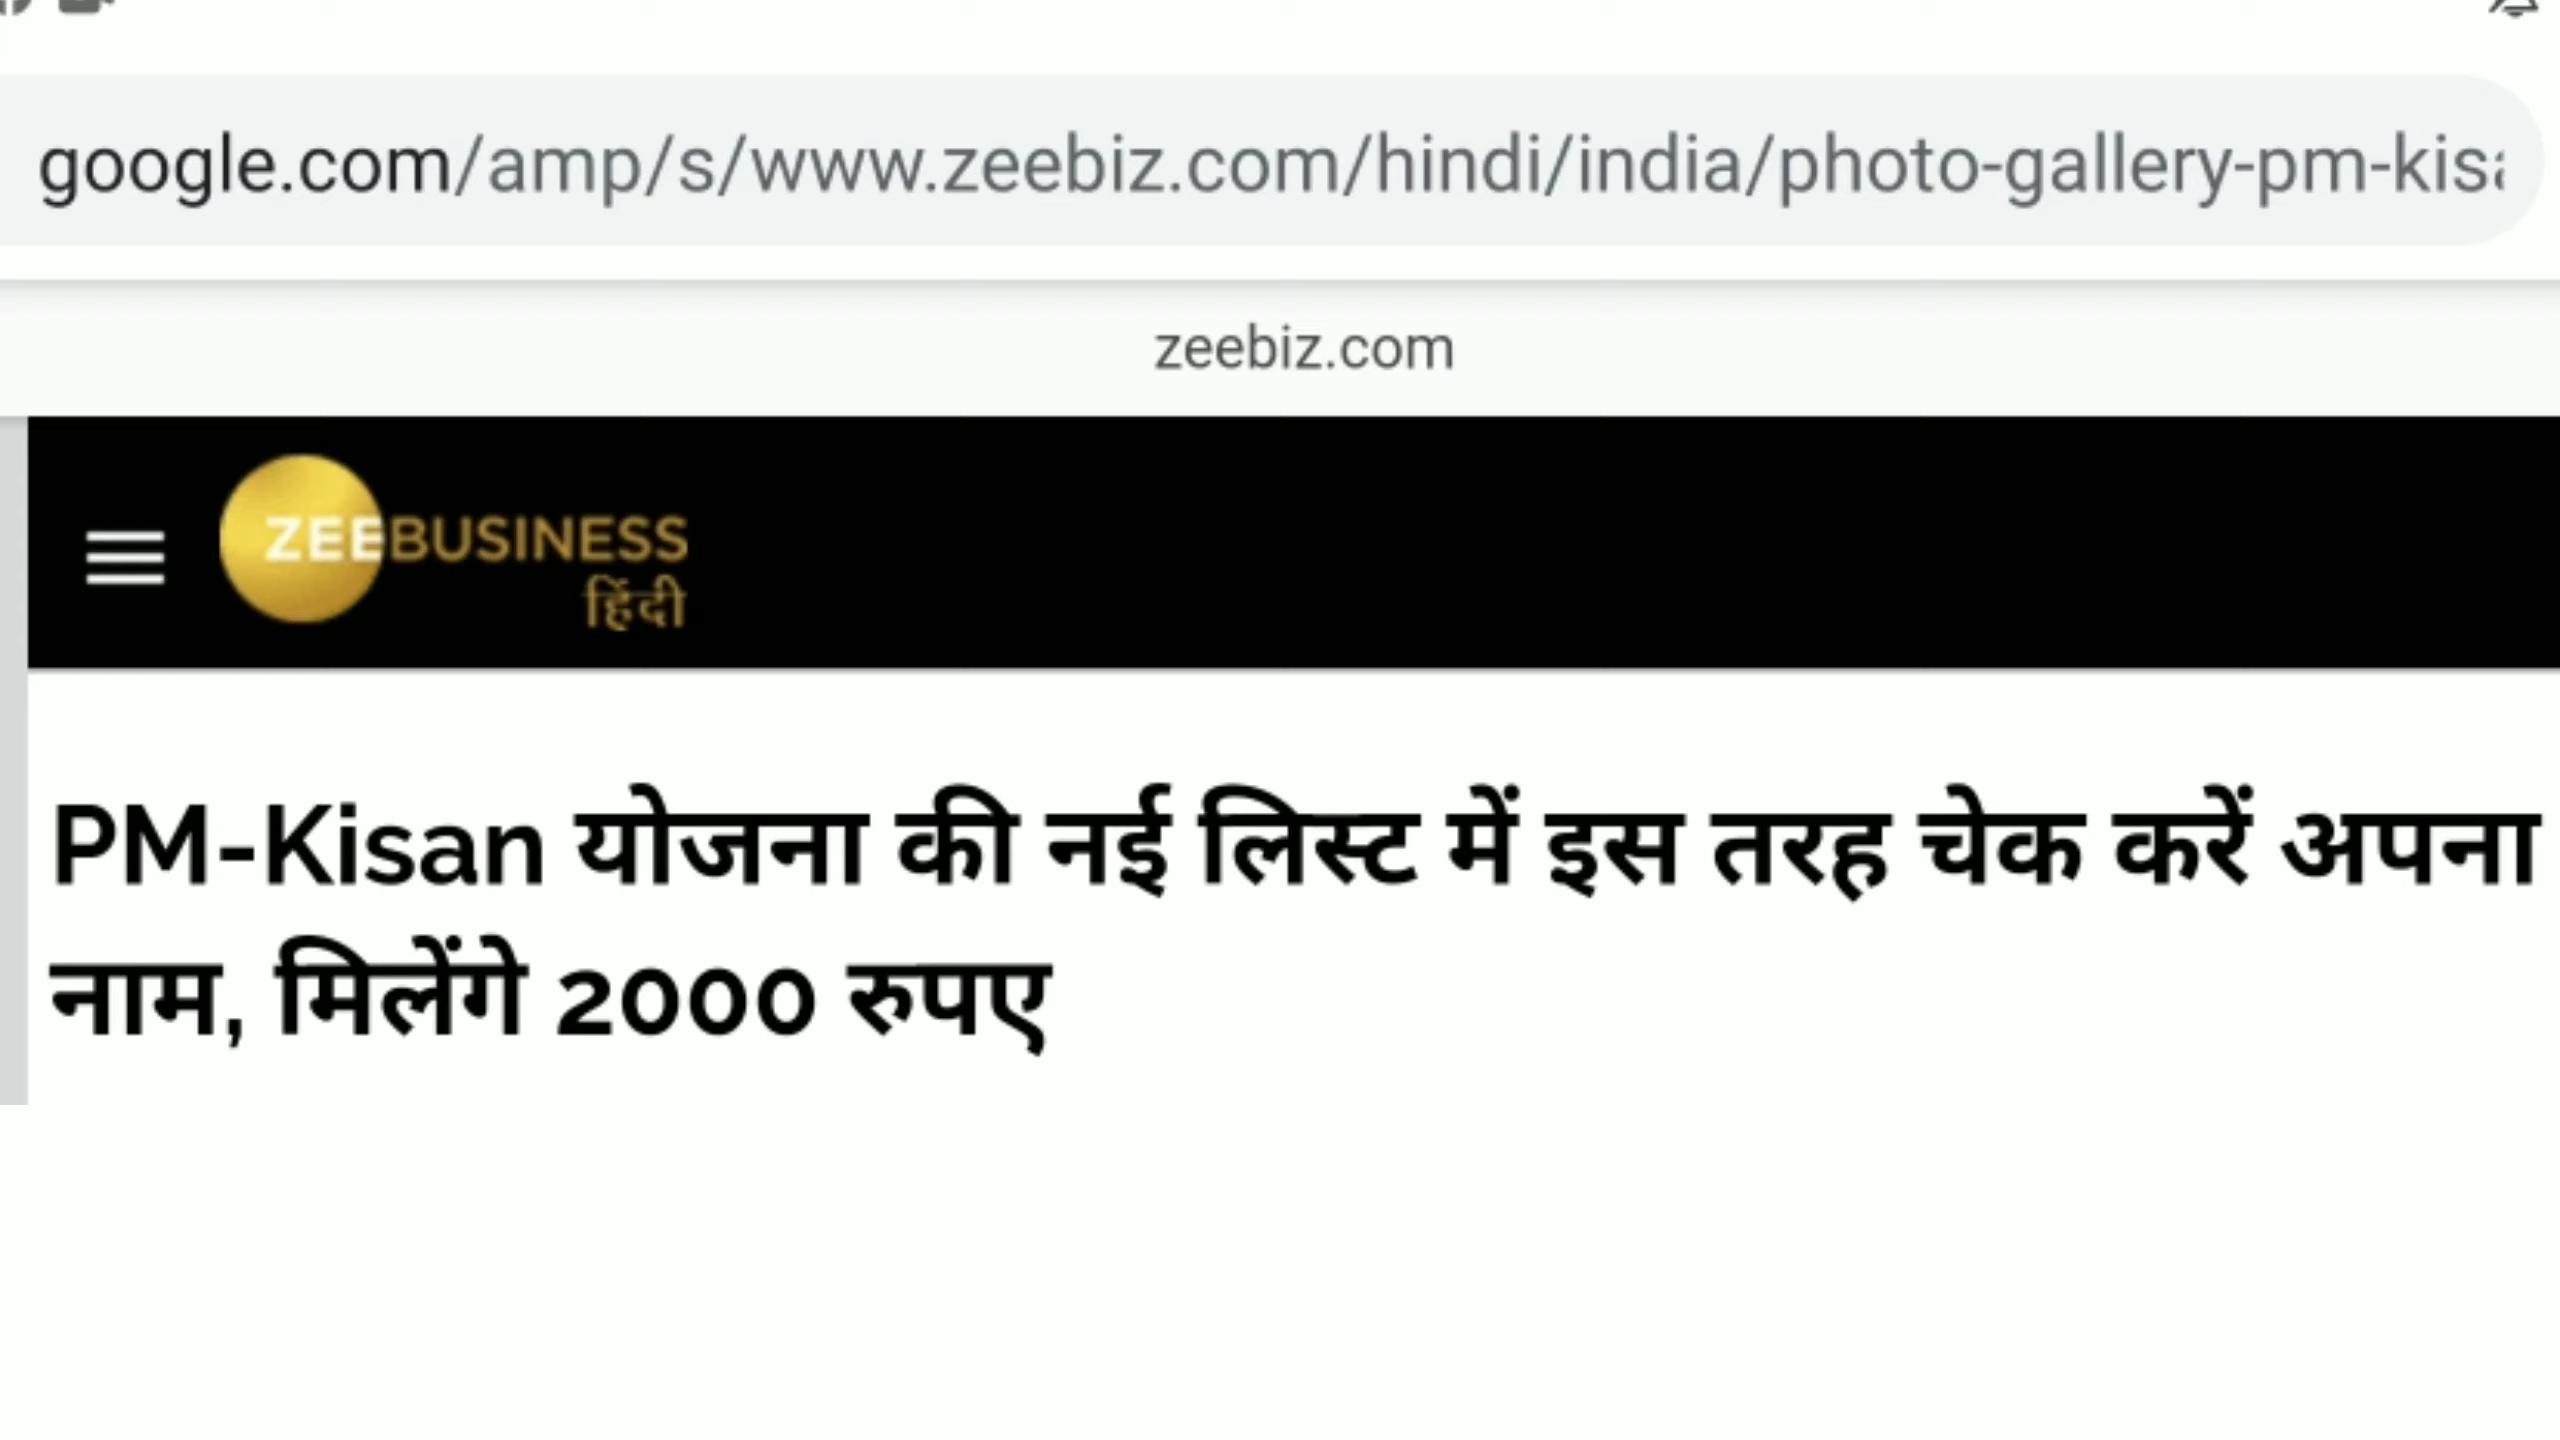 google.com/amp/s/www.zeebiz.com/hindi/india/photo-gallery-pm-kisa
zeebiz.com
ZEEBUSINESS
हिंदी
PM-Kisan योजना की नई लिस्ट में इस तरह चेक करें अपना
नाम, मिलेंगे 2000 रुपए